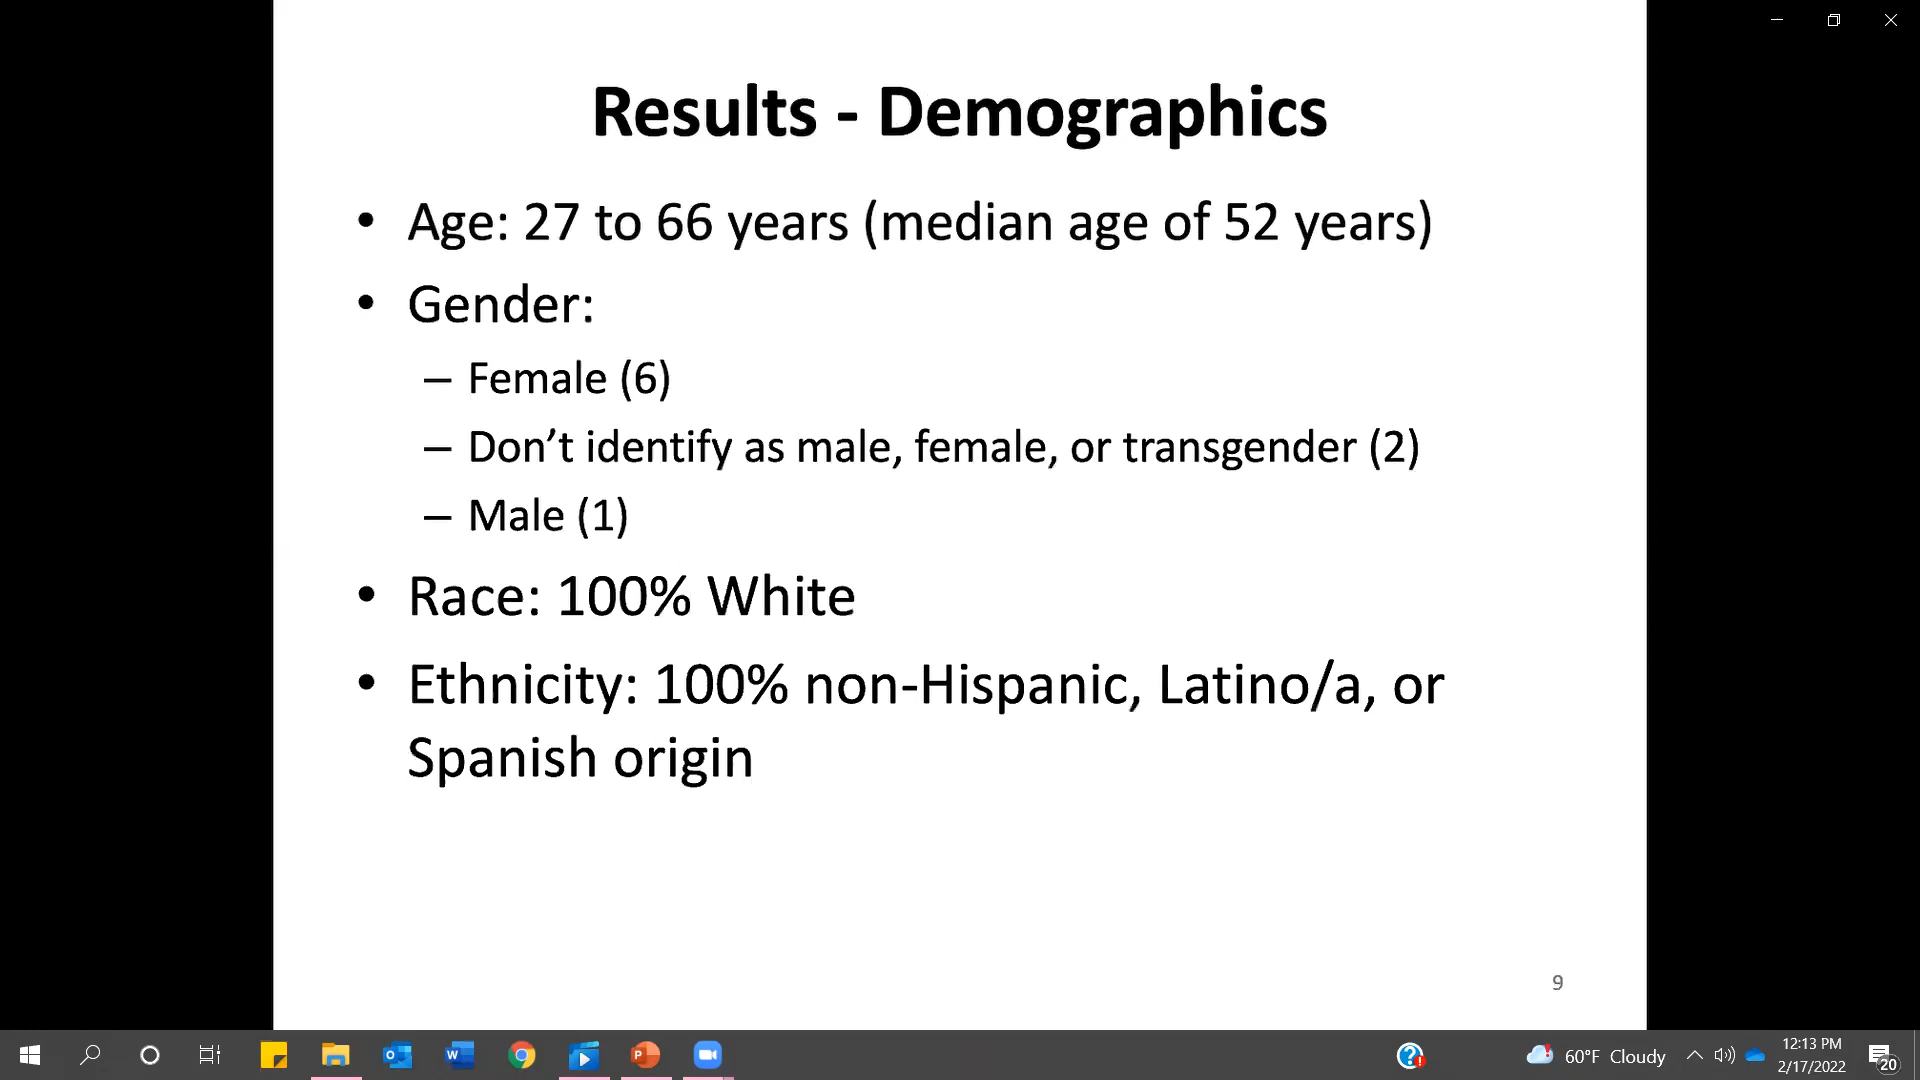 Results - Demographics
• Age: 27 to 66 years (median age of 52 years)
• Gender:
– Female (6)
– Don’t identify as male, female, or transgender (2)
– Male (1)
• Race: 100% White
• Ethnicity: 100% non-Hispanic, Latino/a, or
Spanish origin
9
60°F Cloudy
12:13 PM
2/17/2022
20